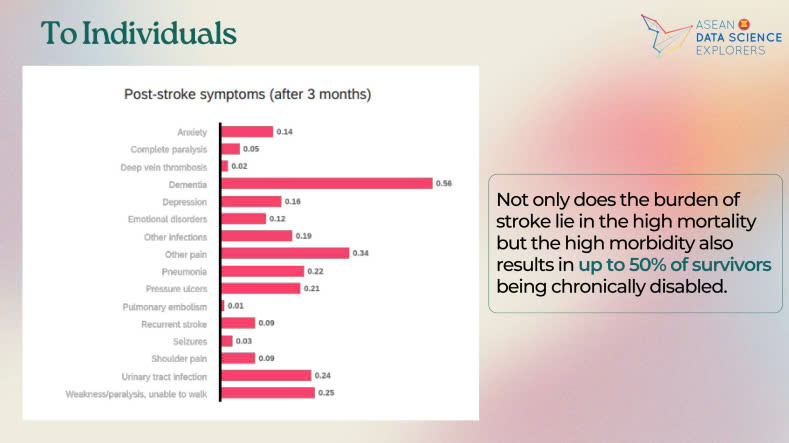 To Individuals
ASEAN
DATA SCIENCE
EXPLORERS
Post-stroke symptoms (after 3 months)
Anxiety 0.14
Complete paralysis 0.05
Deep vein thrombosis 0.02
Dementia 0.56
Depression 0.16
Emotional disorders 0.12
Other infections 0.19
Other pain 0.34
Pneumonia 0.22
Pressure ulcers 0.21
Pulmonary embolism 0.01
Recurrent stroke 0.09
Seizures 0.03
Shoulder pain 0.09
Urinary tract infection 0.24
Weakness/paralysis, unable to walk 0.25
Not only does the burden of
stroke lie in the high mortality
but the high morbidity also
results in up to 50% of survivors
being chronically disabled.